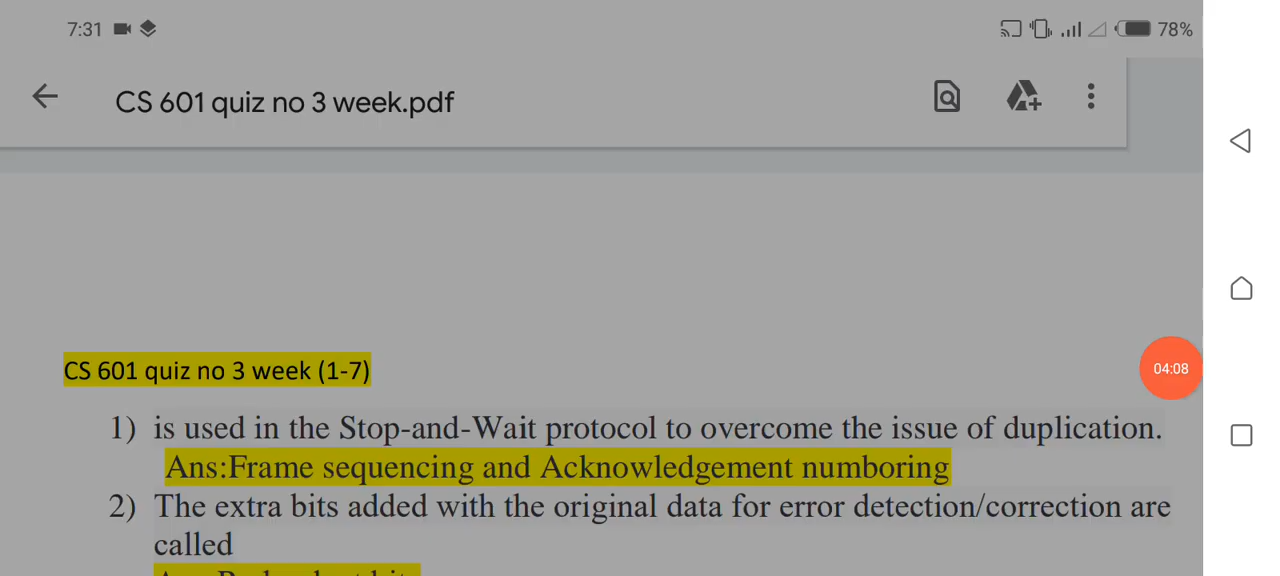 7:31 78%
CS 601 quiz no 3 week.pdf
CS 601 quiz no 3 week (1-7)
04:08
1) is used in the Stop-and-Wait protocol to overcome the issue of duplication.
Ans:Frame sequencing and Acknowledgement numboring
2) The extra bits added with the original data for error detection/correction are
called